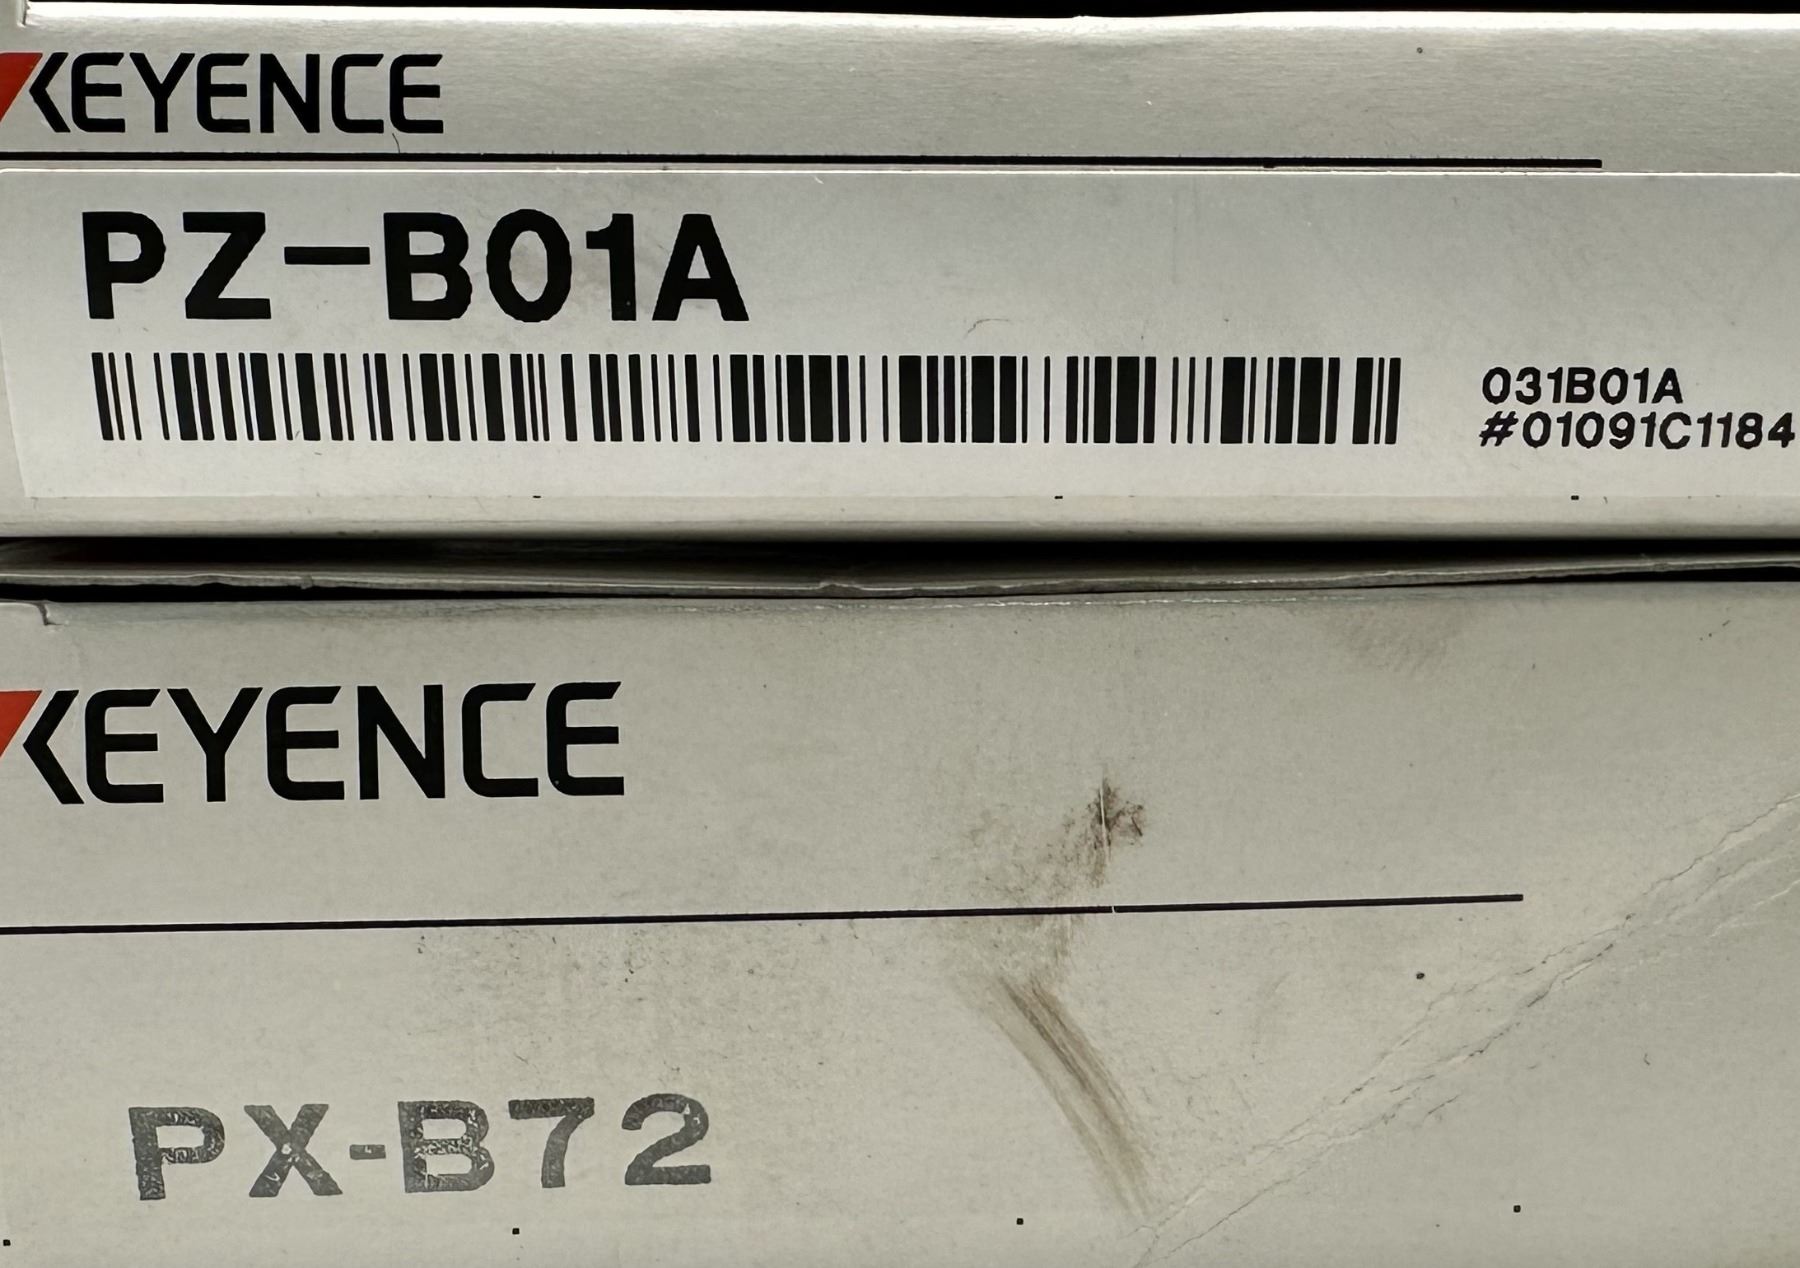 KEYENCE
PZ-B01A
031B01A
#01091C1184
KEYENCE
PX-B72